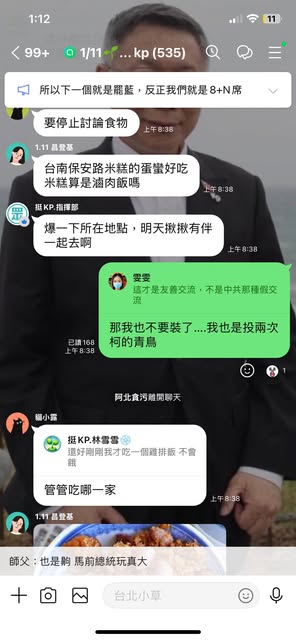 1:12
11
99+
1/11🌱... kp (535)
所以下一個就是罷藍，反正我們就是 8+N 席
要停止討論食物
上午 8:38
1.11 昌登基
台南保安路米糕的蛋蠻好吃
米糕算是滷肉飯嗎
上午 8:39
挺KP.指揮部
爆一下所在地點，明天揪揪有伴
一起去啊
上午 8:38
雯雯
這才是友善交流，不是中共那種假交
流
那我也不要裝了....我也是投兩次
柯的青鳥
已讀 168
上午 8:38
1
阿北貪污離開聊天
貓小露
挺KP.林雪雪
還好剛剛我才吃一個雞排飯 不會
餓
管管吃哪一家
上午 8:38
1.11 昌登基
師父：也是齁 馬前總統玩真大
台北小草